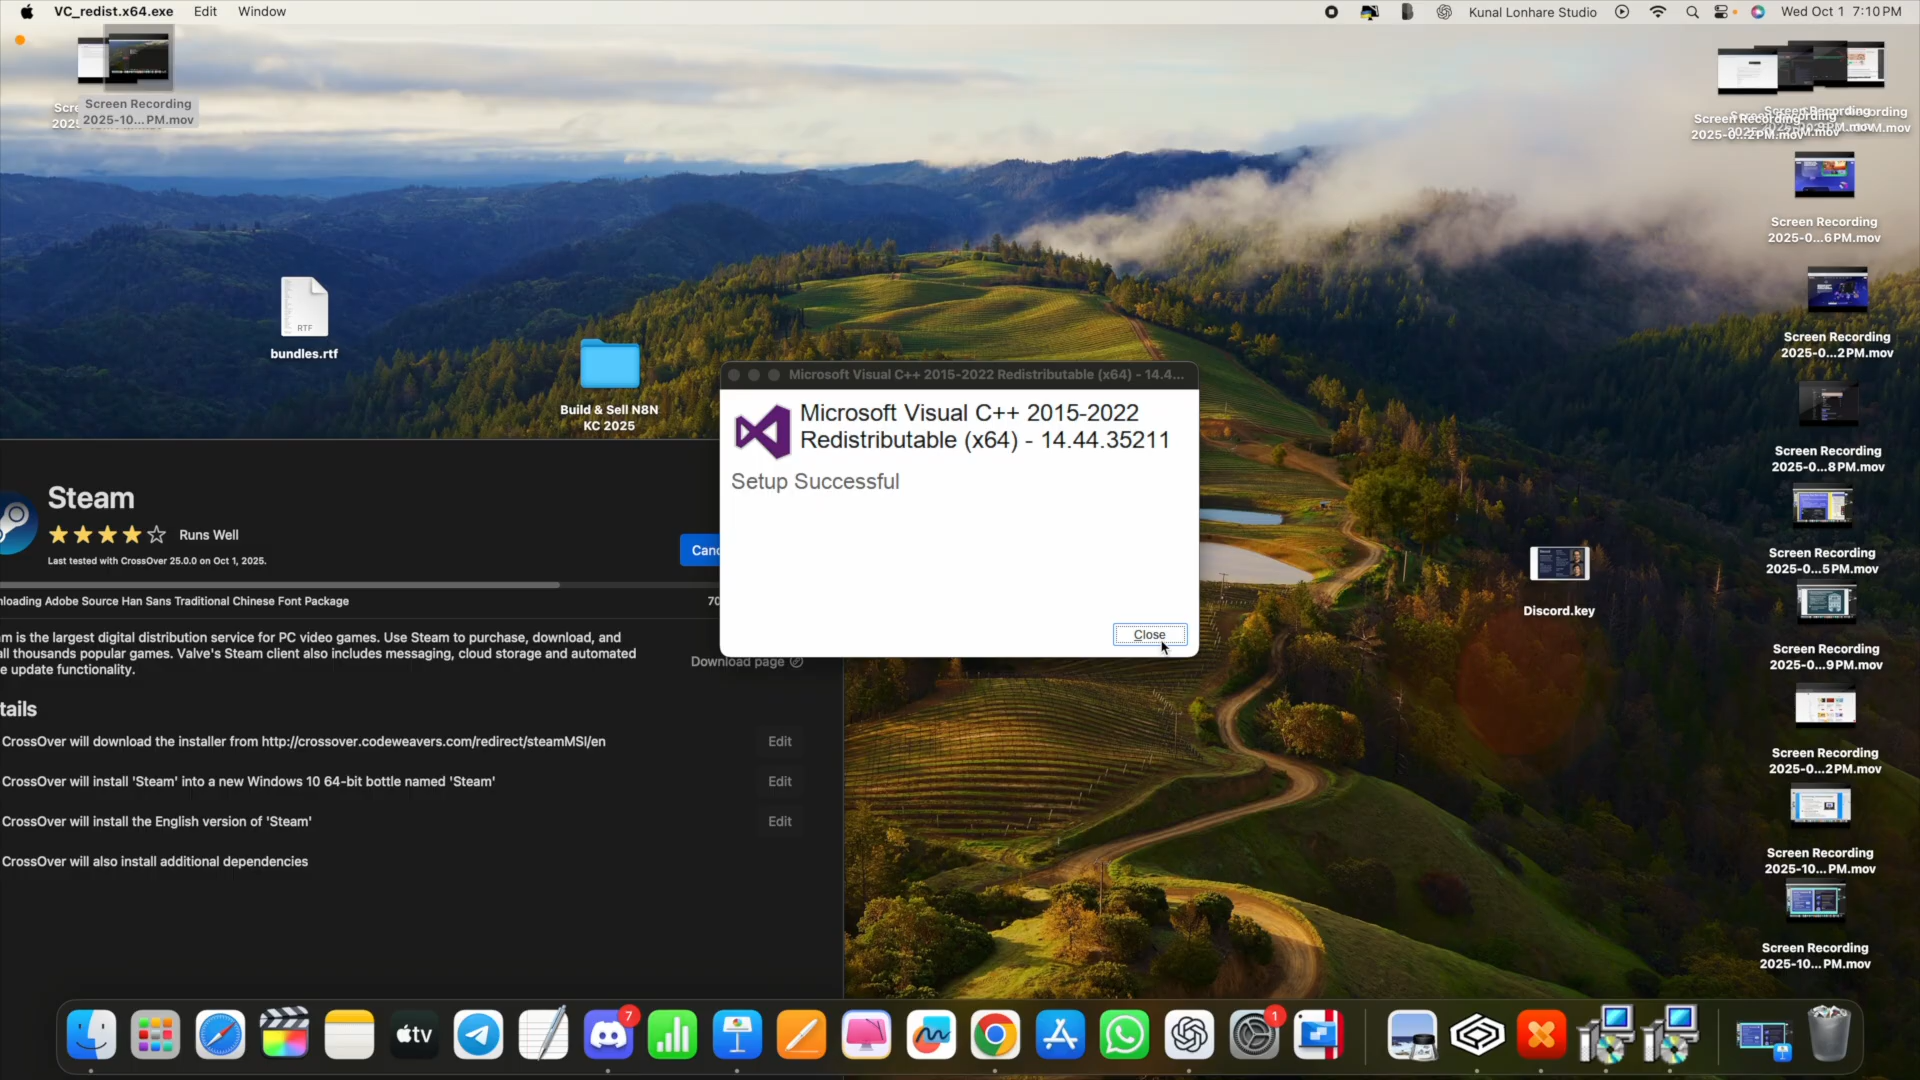 VC_redist.x64.exe Edit Window
Kunal Lonhare Studio Wed Oct 1 7:10 PM
Screen Recording
2025-10... PM.mov
Screen Recording
2025-0...6PM.mov
RTF
bundles.rtf
Build & Sell N8N
KC 2025
Screen Recording
2025-0...2PM.mov
Microsoft Visual C++ 2015-2022 Redistributable (x64) - 14.4...
Microsoft Visual C++ 2015-2022
Redistributable (x64) - 14.44.35211
Setup Successful
Close
Screen Recording
2025-0...8PM.mov
Steam
Runs Well
Last tested with CrossOver 25.0.0 on Oct 1, 2025.
Canc
nloading Adobe Source Han Sans Traditional Chinese Font Package
70
m is the largest digital distribution service for PC video games. Use Steam to purchase, download, and
all thousands popular games. Valve's Steam client also includes messaging, cloud storage and automated
e update functionality.
Download page
tails
CrossOver will download the installer from http://crossover.codeweavers.com/redirect/steamMSI/en
Edit
CrossOver will install 'Steam' into a new Windows 10 64-bit bottle named 'Steam'
Edit
CrossOver will install the English version of 'Steam'
Edit
CrossOver will also install additional dependencies
Discord.key
Screen Recording
2025-0...5PM.mov
Screen Recording
2025-0...9PM.mov
Screen Recording
2025-0...2PM.mov
Screen Recording
2025-10... PM.mov
Screen Recording
2025-10... PM.mov
tv
7
1